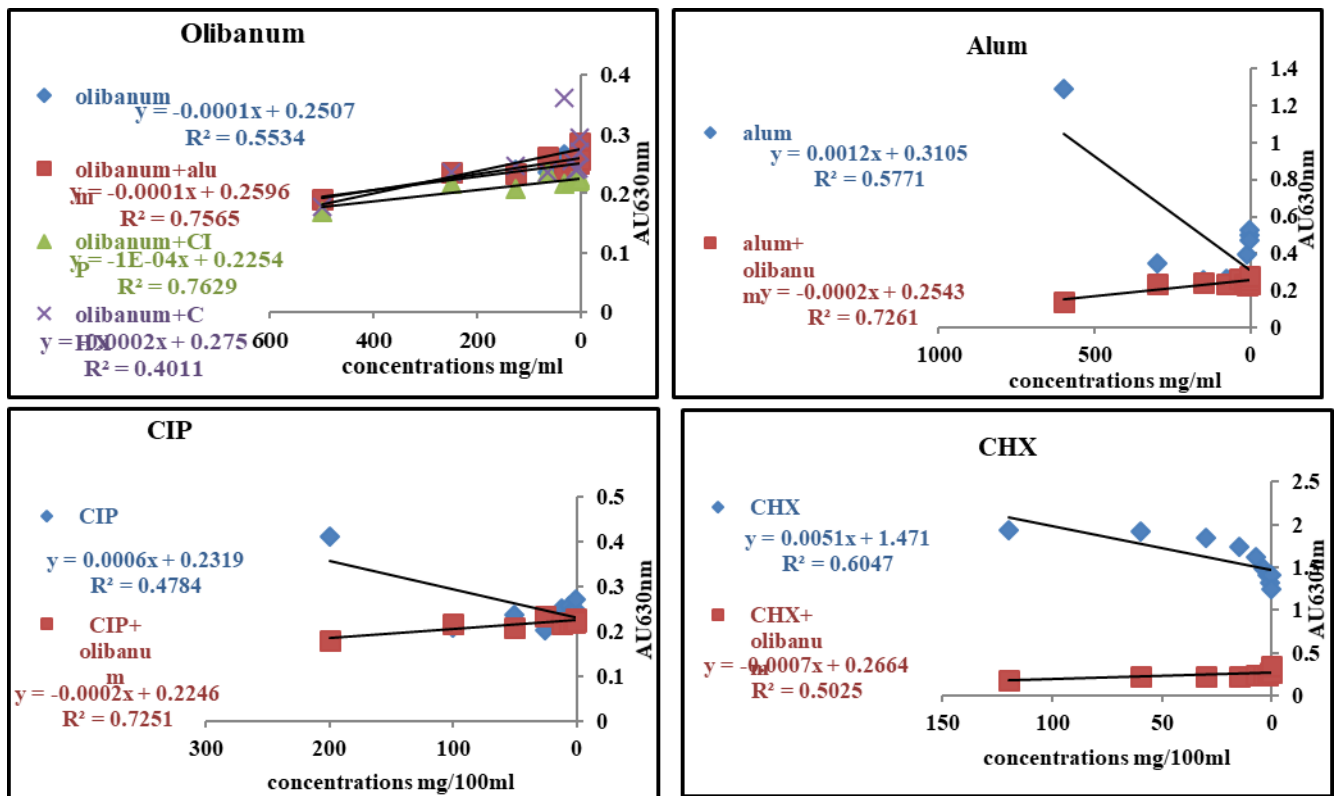 Olibanum
olibanum
y = -0.0001x + 0.2507
R² = 0.5534
olibanum+alu
m
y = -0.0001x + 0.2596
R² = 0.7565
olibanum+CI
P
y = -1E-04x + 0.2254
R² = 0.7629
olibanum+C
HX
y = -0.0002x + 0.275
R² = 0.4011
0.4
0.3
0.2
0.1
0
AU630nm
600
400
200
0
concentrations mg/ml
Alum
alum
y = 0.0012x + 0.3105
R² = 0.5771
alum+
olibanu
m
y = -0.0002x + 0.2543
R² = 0.7261
1.4
1.2
1
0.8
0.6
0.4
0.2
0
AU630nm
1000
500
0
concentrations mg/ml
CIP
CIP
y = 0.0006x + 0.2319
R² = 0.4784
CIP+
olibanu
m
y = -0.0002x + 0.2246
R² = 0.7251
0.5
0.4
0.3
0.2
0.1
0
AU630nm
300
200
100
0
concentrations mg/100ml
CHX
CHX
y = 0.0051x + 1.471
R² = 0.6047
CHX+
olibanu
m
y = -0.0007x + 0.2664
R² = 0.5025
2.5
2
1.5
1
0.5
0
AU630nm
150
100
50
0
concentrations mg/100ml